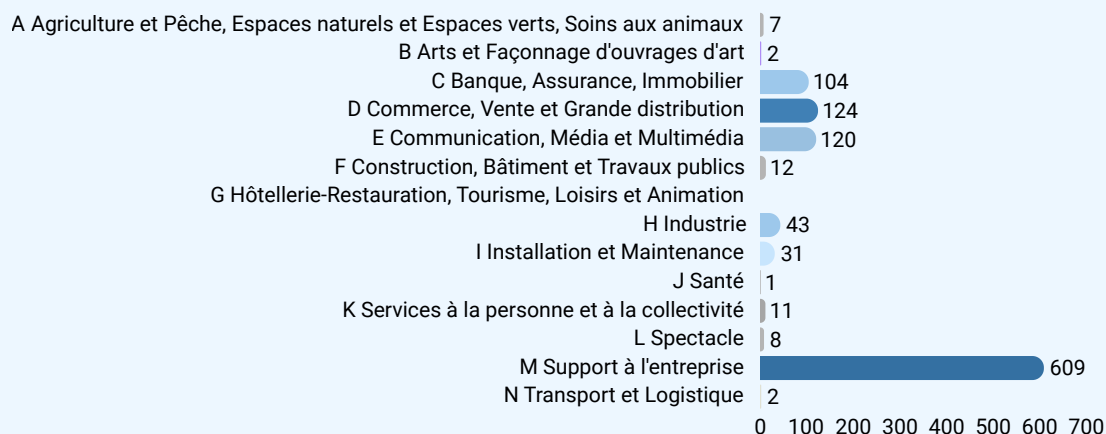 A Agriculture et Pêche, Espaces naturels et Espaces verts, Soins aux animaux 7
B Arts et Façonnage d'ouvrages d'art 2
C Banque, Assurance, Immobilier 104
D Commerce, Vente et Grande distribution 124
E Communication, Média et Multimédia 120
F Construction, Bâtiment et Travaux publics 12
G Hôtellerie-Restauration, Tourisme, Loisirs et Animation
H Industrie 43
I Installation et Maintenance 31
J Santé 1
K Services à la personne et à la collectivité 11
L Spectacle 8
M Support à l'entreprise 609
N Transport et Logistique 2
0 100 200 300 400 500 600 700